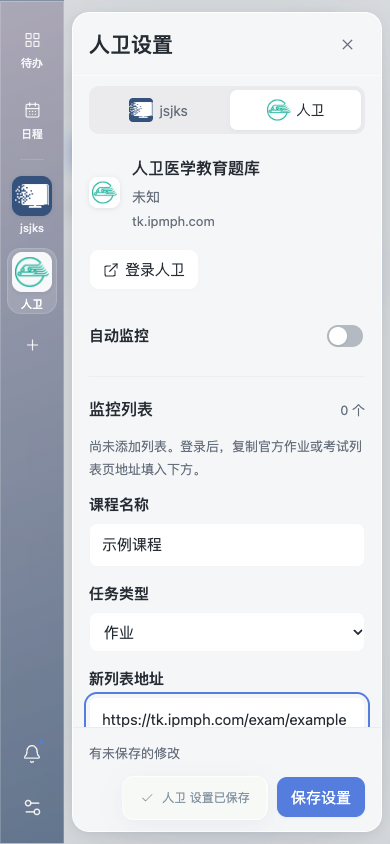 待办
日程
jsjks
人卫
人卫设置
jsjks
人卫
人卫医学教育题库
未知
tk.ipmph.com
登录人卫
自动监控
监控列表
0 个
尚未添加列表。登录后，复制官方作业或考试列
表页地址填入下方。
课程名称
示例课程
任务类型
作业
新列表地址
https://tk.ipmph.com/exam/example
有未保存的修改
人卫 设置已保存
保存设置